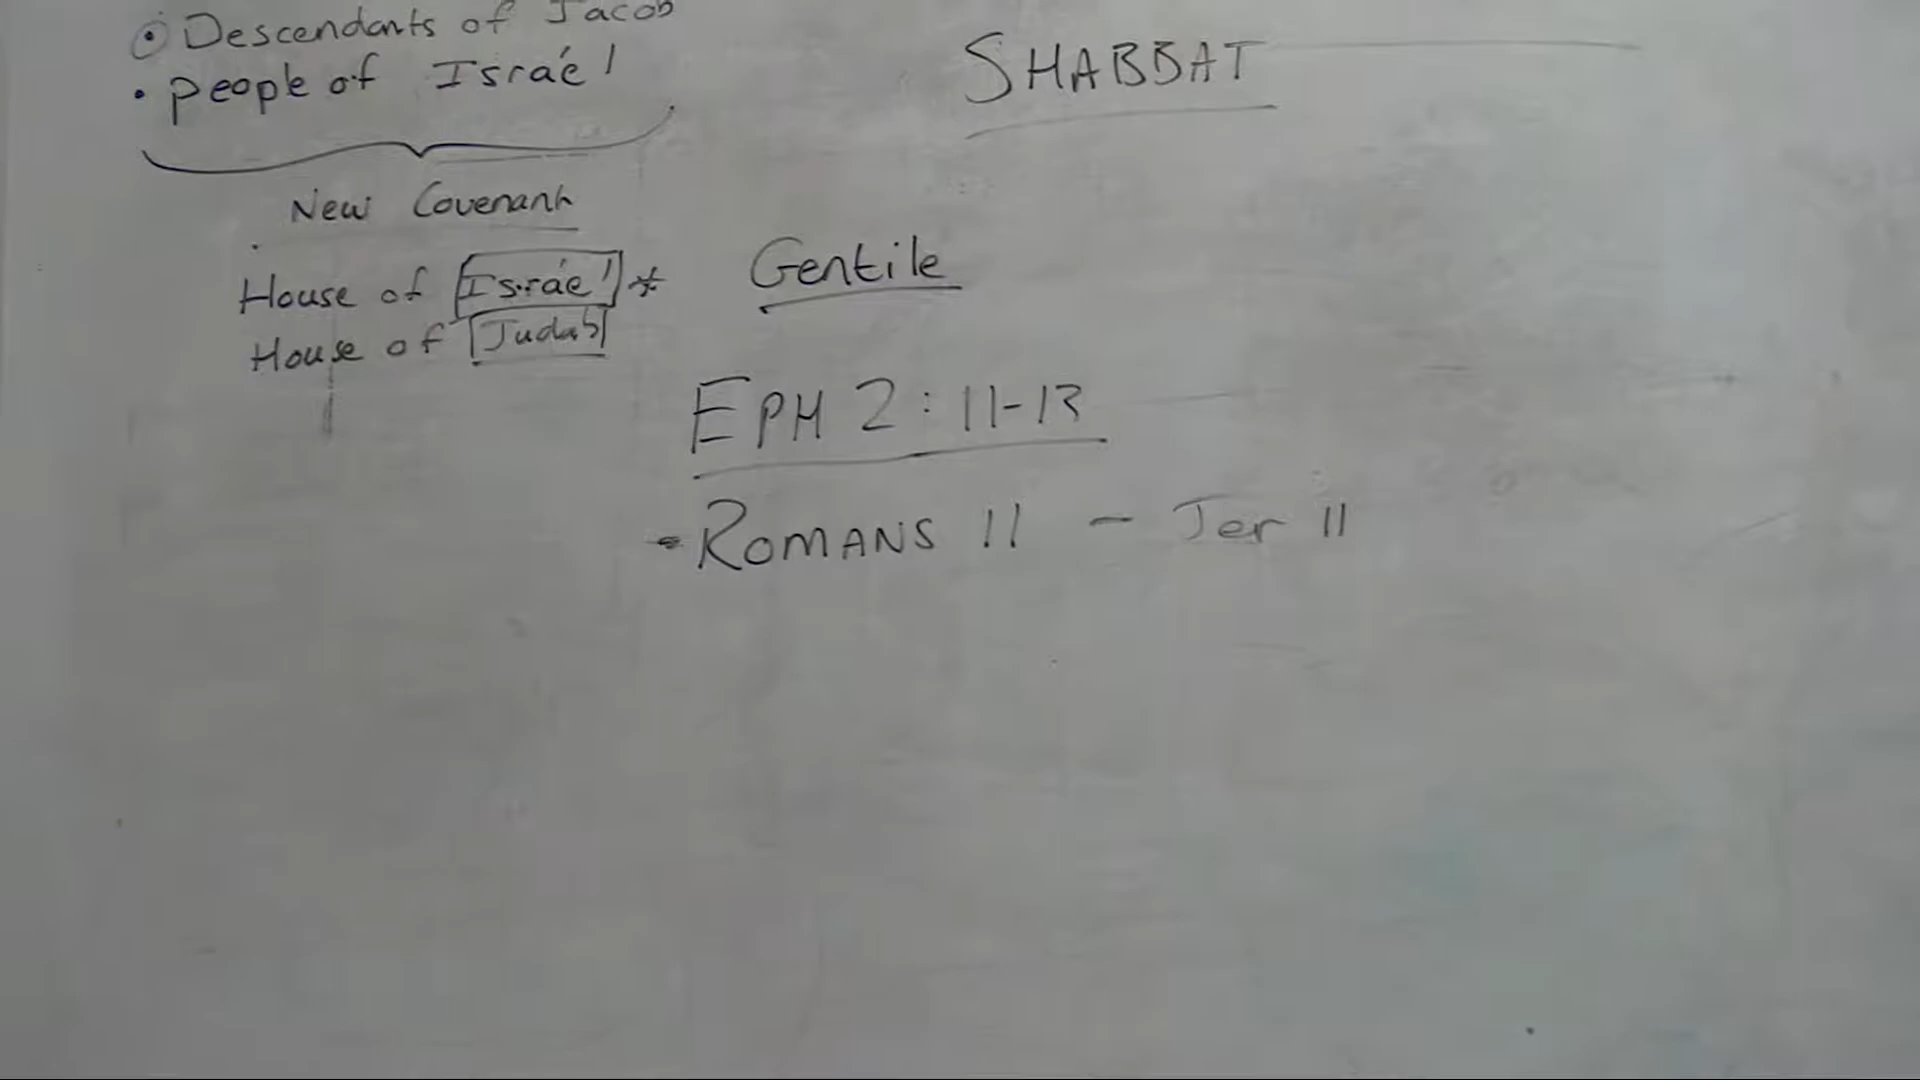 Descendants of Jacob
• people of Israel
SHABBAT
New Covenant
House of Israel *
House of Judah
Gentile
EPH 2:11-13
- ROMANS 11 - Jer 11